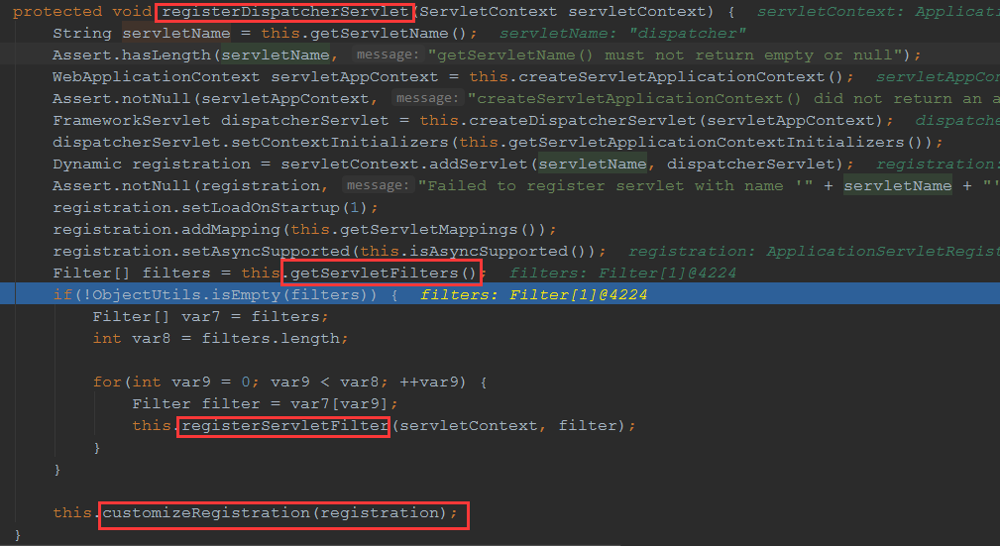 protected void registerDispatcherServlet(ServletContext servletContext) {  servletContext: Applicati
String servletName = this.getServletName();  servletName: "dispatcher"
Assert.hasLength(servletName, message: "getServletName() must not return empty or null");
WebApplicationContext servletAppContext = this.createServletApplicationContext();  servletAppCon
Assert.notNull(servletAppContext, message: "createServletApplicationContext() did not return an a
FrameworkServlet dispatcherServlet = this.createDispatcherServlet(servletAppContext);  dispatche
dispatcherServlet.setContextInitializers(this.getServletApplicationContextInitializers());
Dynamic registration = servletContext.addServlet(servletName, dispatcherServlet);  registration:
Assert.notNull(registration, message: "Failed to register servlet with name '" + servletName + "'
registration.setLoadOnStartup(1);
registration.addMapping(this.getServletMappings());
registration.setAsyncSupported(this.isAsyncSupported());  registration: ApplicationServletRegist
Filter[] filters = this.getServletFilters();  filters: Filter[1]@4224
if(!ObjectUtils.isEmpty(filters)) {  filters: Filter[1]@4224
Filter[] var7 = filters;
int var8 = filters.length;
for(int var9 = 0; var9 < var8; ++var9) {
Filter filter = var7[var9];
this.registerServletFilter(servletContext, filter);
}
}
this.customizeRegistration(registration);
}